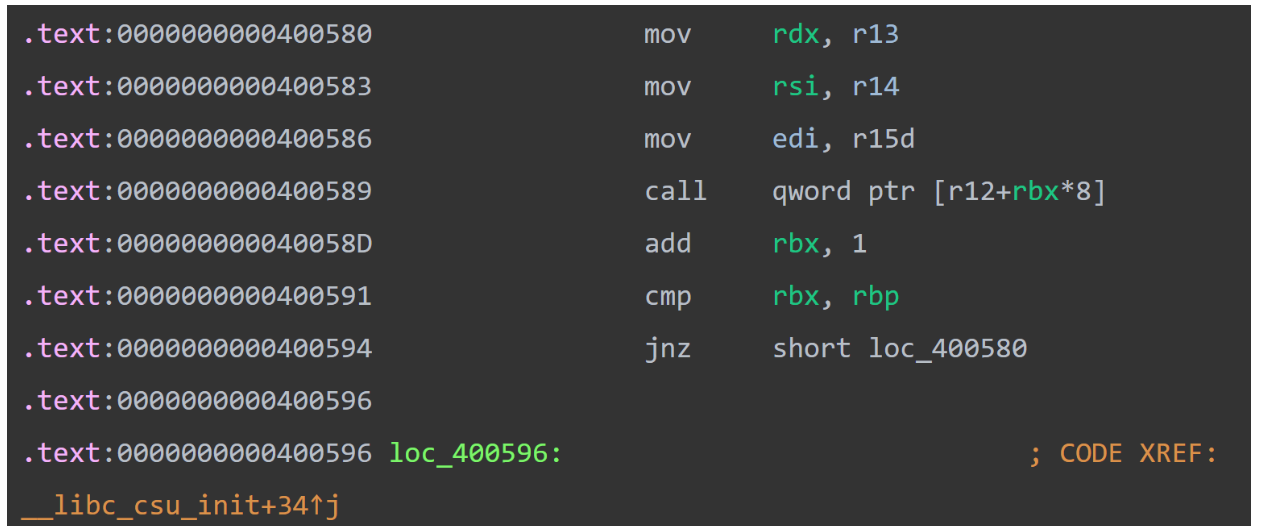 .text:0000000000400580 mov rdx, r13
.text:0000000000400583 mov rsi, r14
.text:0000000000400586 mov edi, r15d
.text:0000000000400589 call qword ptr [r12+rbx*8]
.text:000000000040058D add rbx, 1
.text:0000000000400591 cmp rbx, rbp
.text:0000000000400594 jnz short loc_400580
.text:0000000000400596
.text:0000000000400596 loc_400596: ; CODE XREF:
__libc_csu_init+34↑j